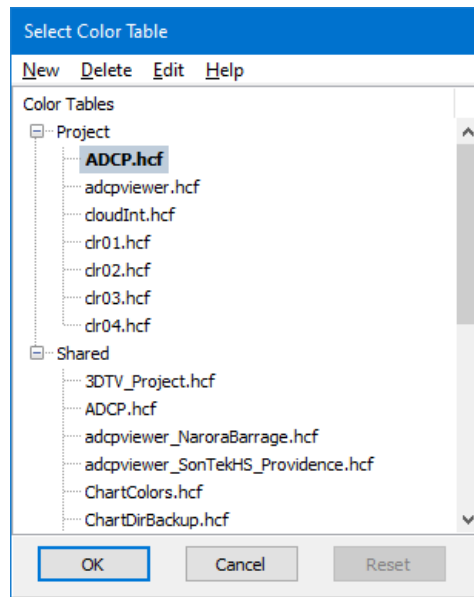 Select Color Table
New Delete Edit Help
Color Tables
Project
ADCP.hcf
adcpviewer.hcf
cloudInt.hcf
clr01.hcf
clr02.hcf
clr03.hcf
clr04.hcf
Shared
3DTV_Project.hcf
ADCP.hcf
adcpviewer_NaroraBarrage.hcf
adcpviewer_SonTekHS_Providence.hcf
ChartColors.hcf
ChartDirBackup.hcf
OK Cancel Reset